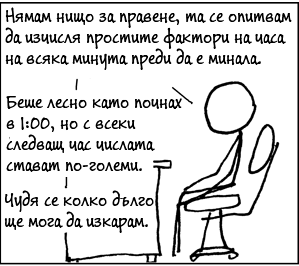 Нямам нищо за правене, та се опитвам
да изчисля простите фактори на часа
на всяка минута преди да е минала.
Беше лесно като почнах
в 1:00, но с всеки
следващ час числата
стават по-големи.
Чудя се колко дълго
ще мога да изкарам.